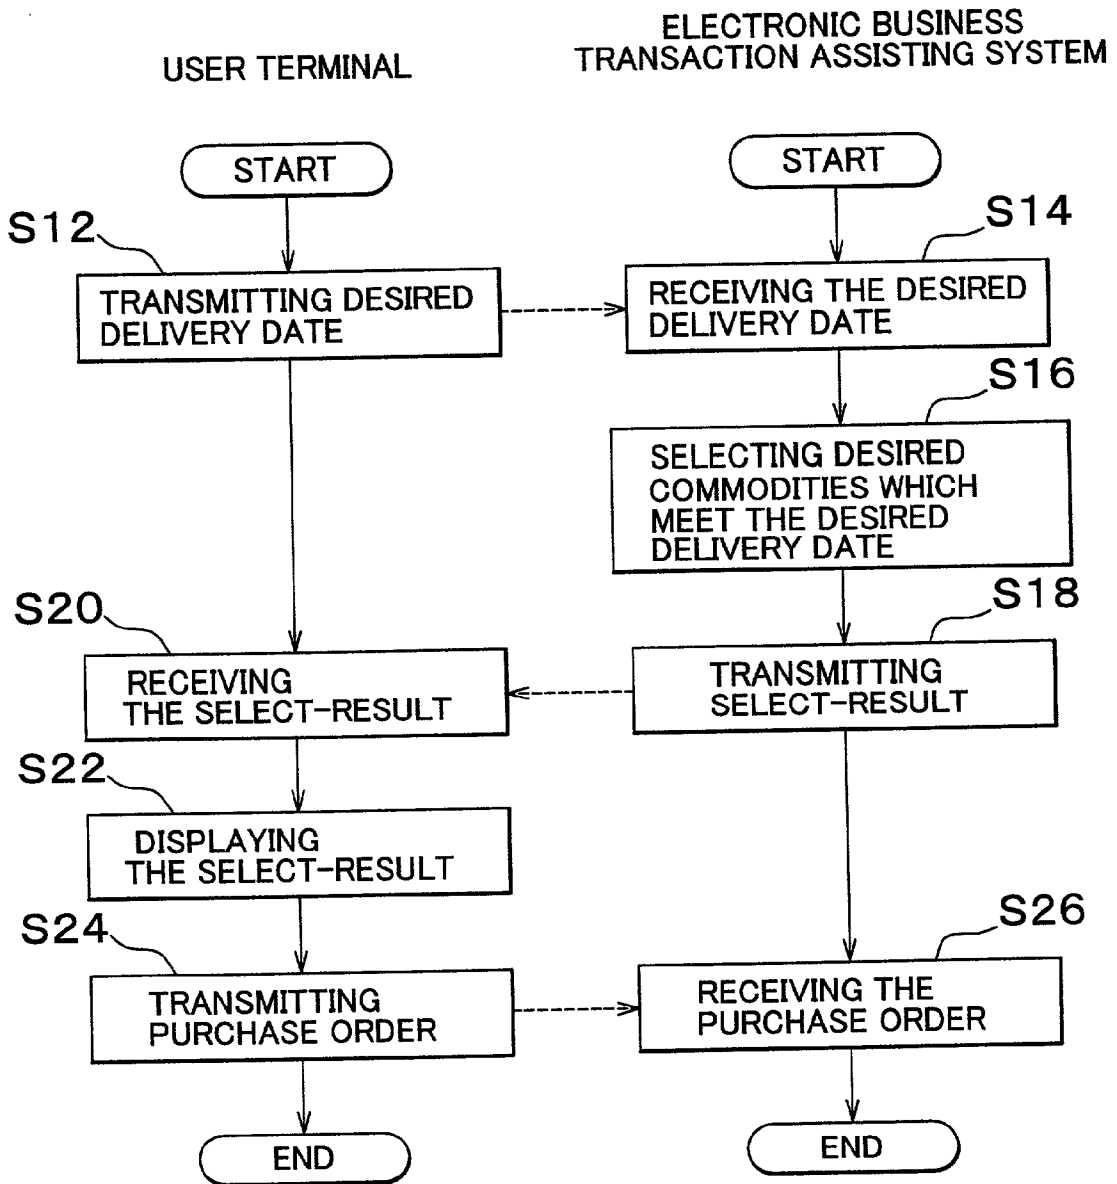 USER TERMINAL
ELECTRONIC BUSINESS
TRANSACTION ASSISTING SYSTEM
START
START
S12
S14
TRANSMITTING DESIRED
DELIVERY DATE
RECEIVING THE DESIRED
DELIVERY DATE
S16
SELECTING DESIRED
COMMODITIES WHICH
MEET THE DESIRED
DELIVERY DATE
S20
S18
RECEIVING
THE SELECT-RESULT
TRANSMITTING
SELECT-RESULT
S22
DISPLAYING
THE SELECT-RESULT
S24
S26
TRANSMITTING
PURCHASE ORDER
RECEIVING THE
PURCHASE ORDER
END
END